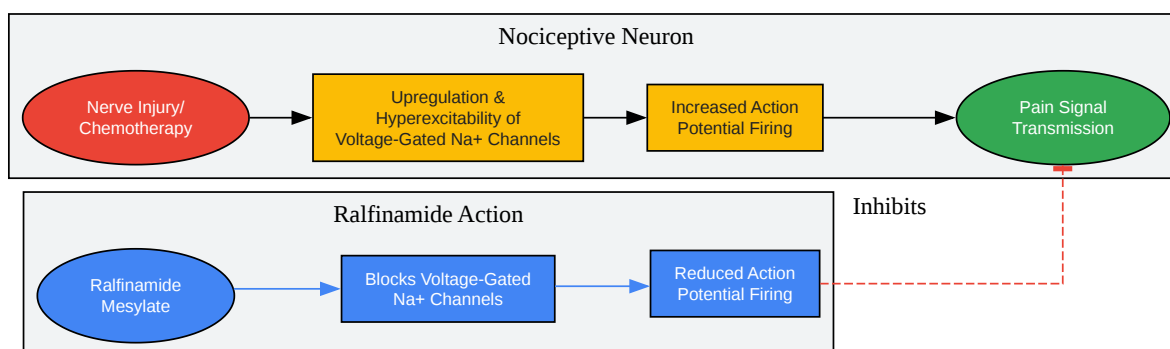 Nociceptive Neuron
Nerve Injury/
Chemotherapy
Upregulation &
Hyperexcitability of
Voltage-Gated Na+ Channels
Increased Action
Potential Firing
Pain Signal
Transmission
Ralfinamide Action
Inhibits
Ralfinamide
Mesylate
Blocks Voltage-Gated
Na+ Channels
Reduced Action
Potential Firing